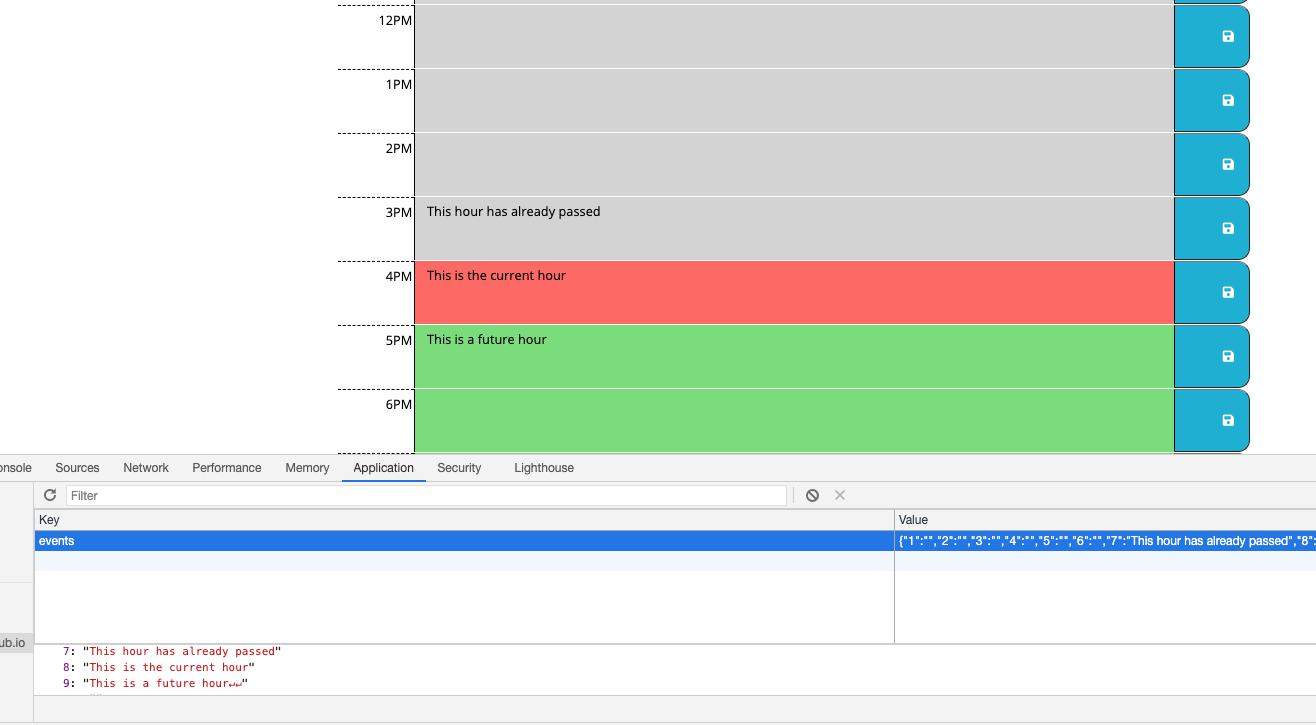 12PM
1PM
2PM
3PM This hour has already passed
4PM This is the current hour
5PM This is a future hour
6PM
onsole Sources Network Performance Memory Application Security Lighthouse
Filter
Key Value
events {"1":"","2":"","3":"","4":"","5":"","6":"","7":"This hour has already passed","8":
ub.io
7: "This hour has already passed"
8: "This is the current hour"
9: "This is a future hour↵↵"